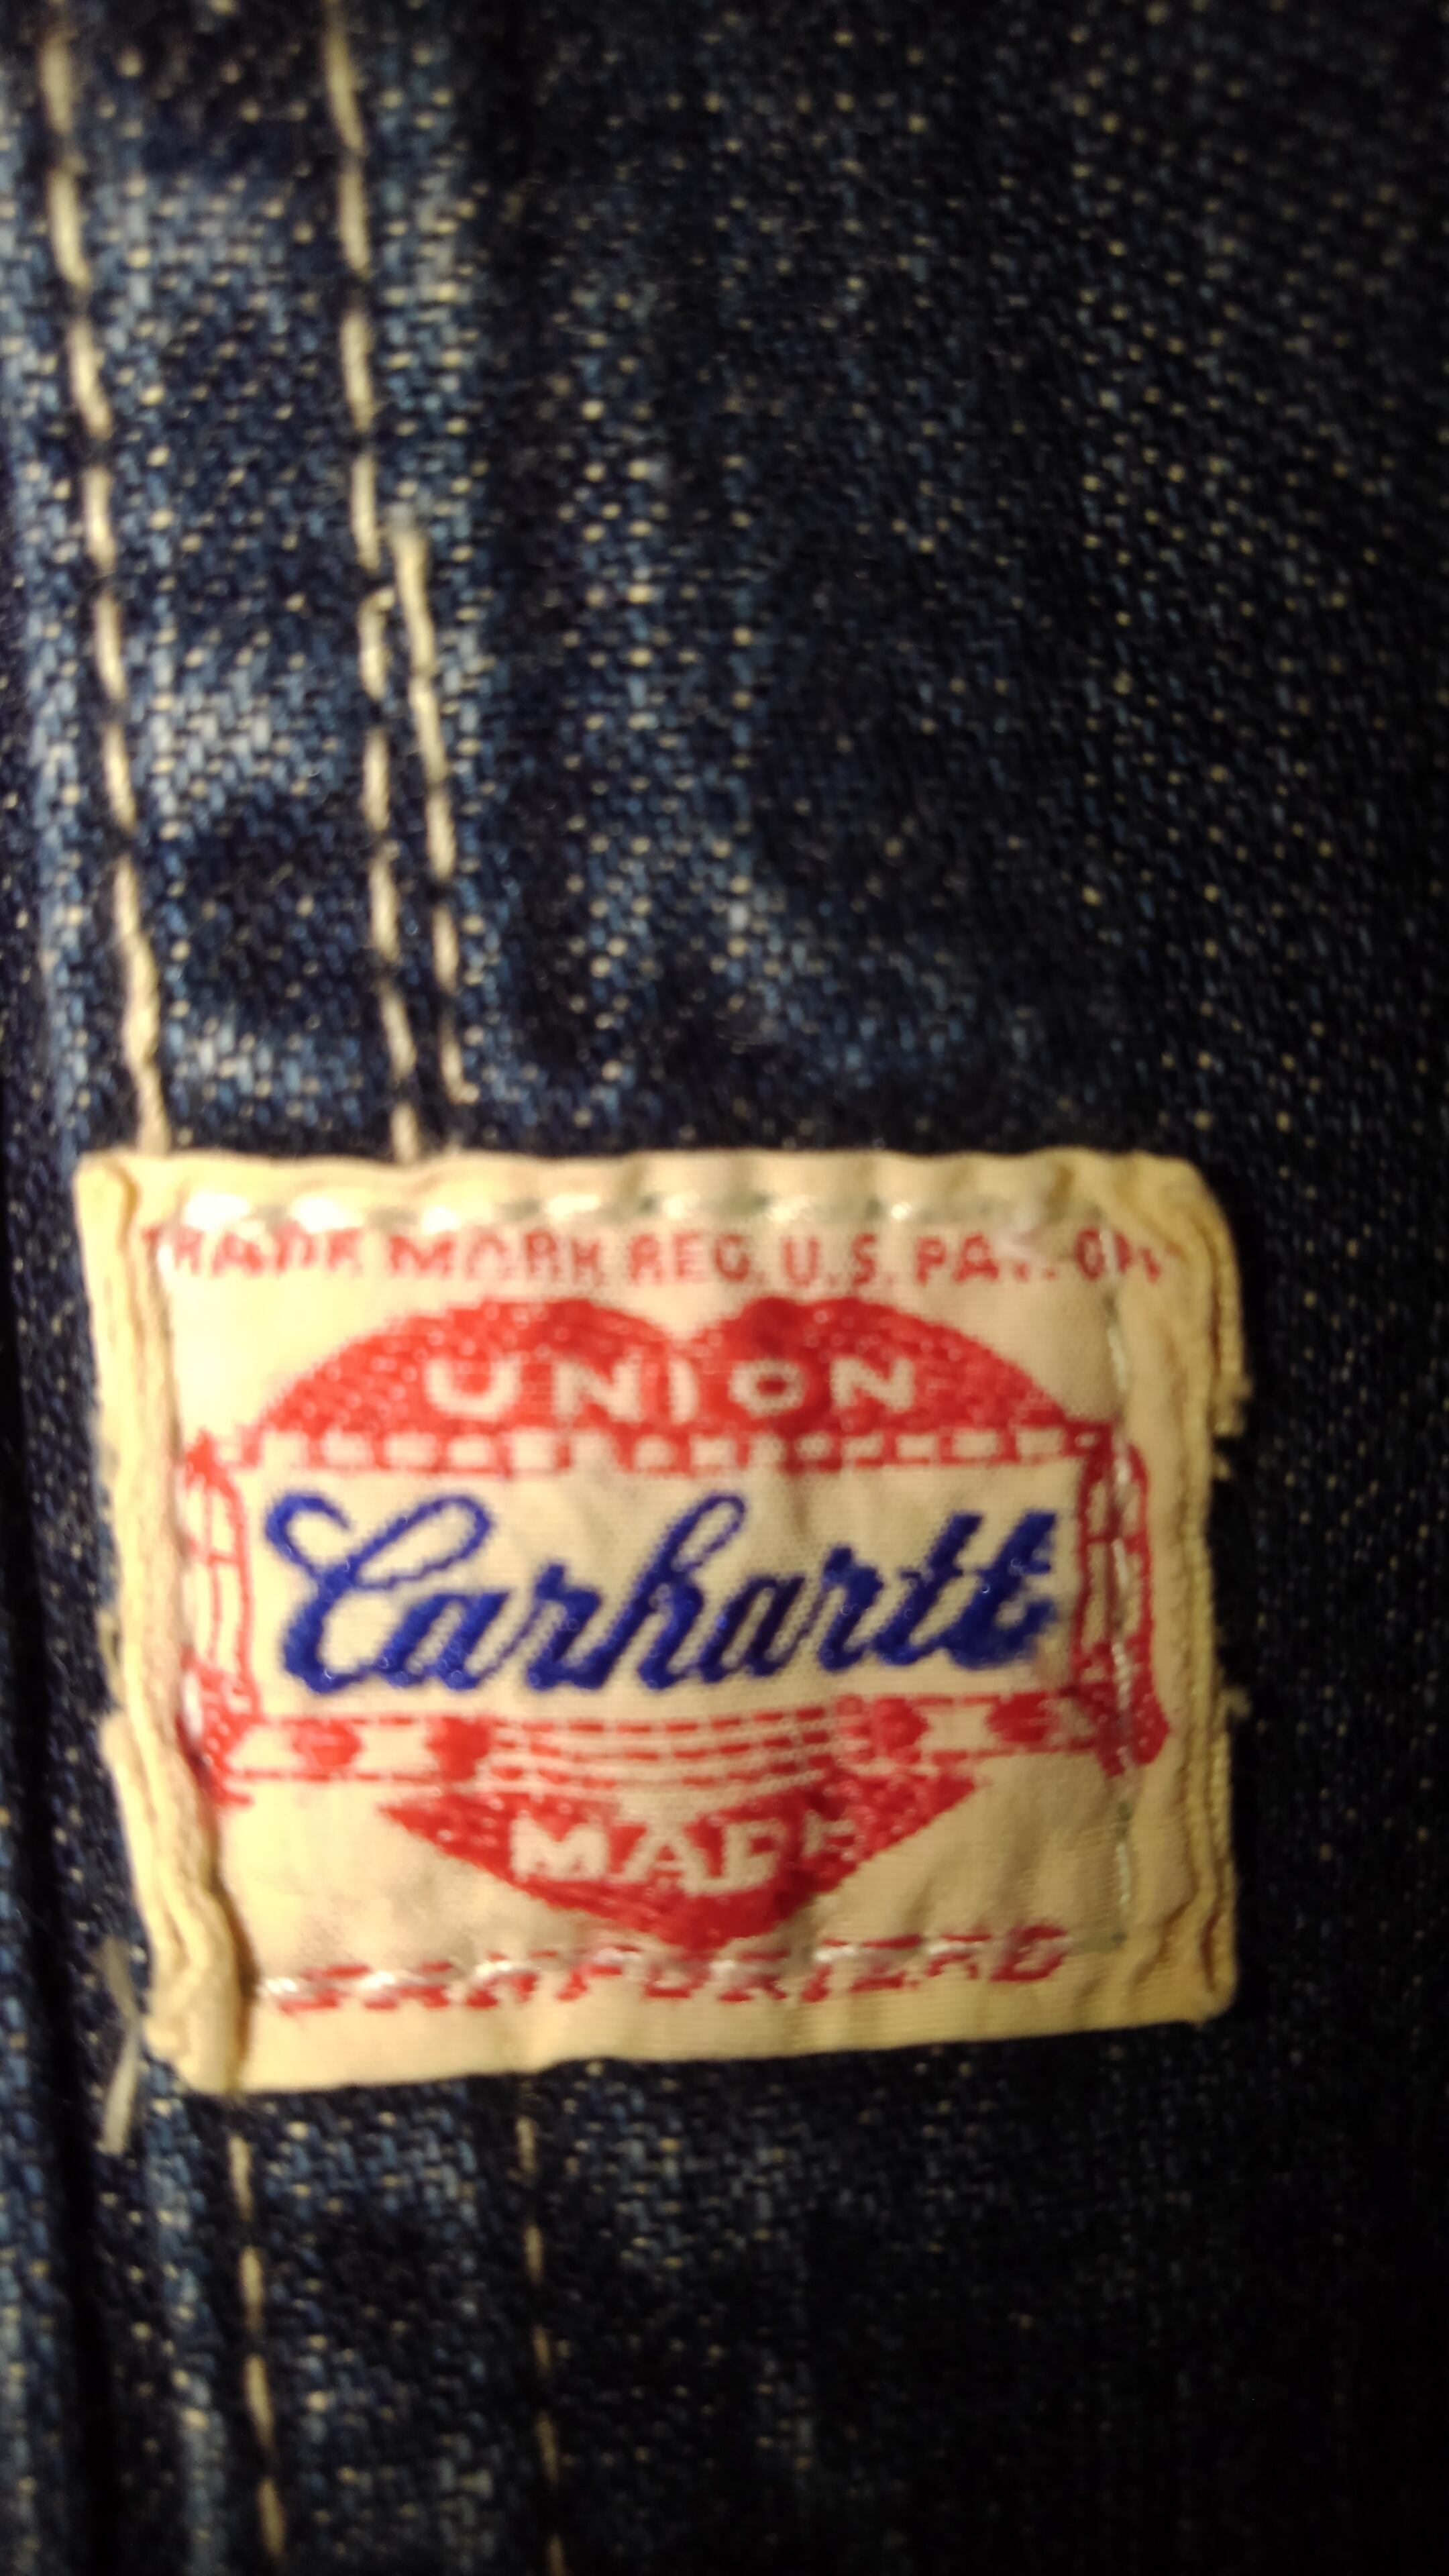 TRADE MARK REG. U.S. PAT. OFF.
UNION
Carhartt
MADE
SANFORIZED